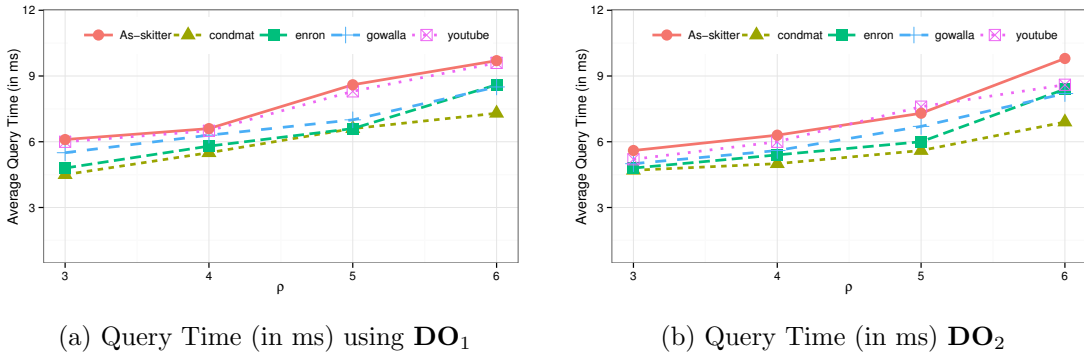 12
As−skitter condmat enron gowalla youtube
9
6
3
Average Query Time (in ms)
3 4 5 6
ρ
(a) Query Time (in ms) using DO1
12
As−skitter condmat enron gowalla youtube
9
6
3
Average Query Time (in ms)
3 4 5 6
ρ
(b) Query Time (in ms) DO2